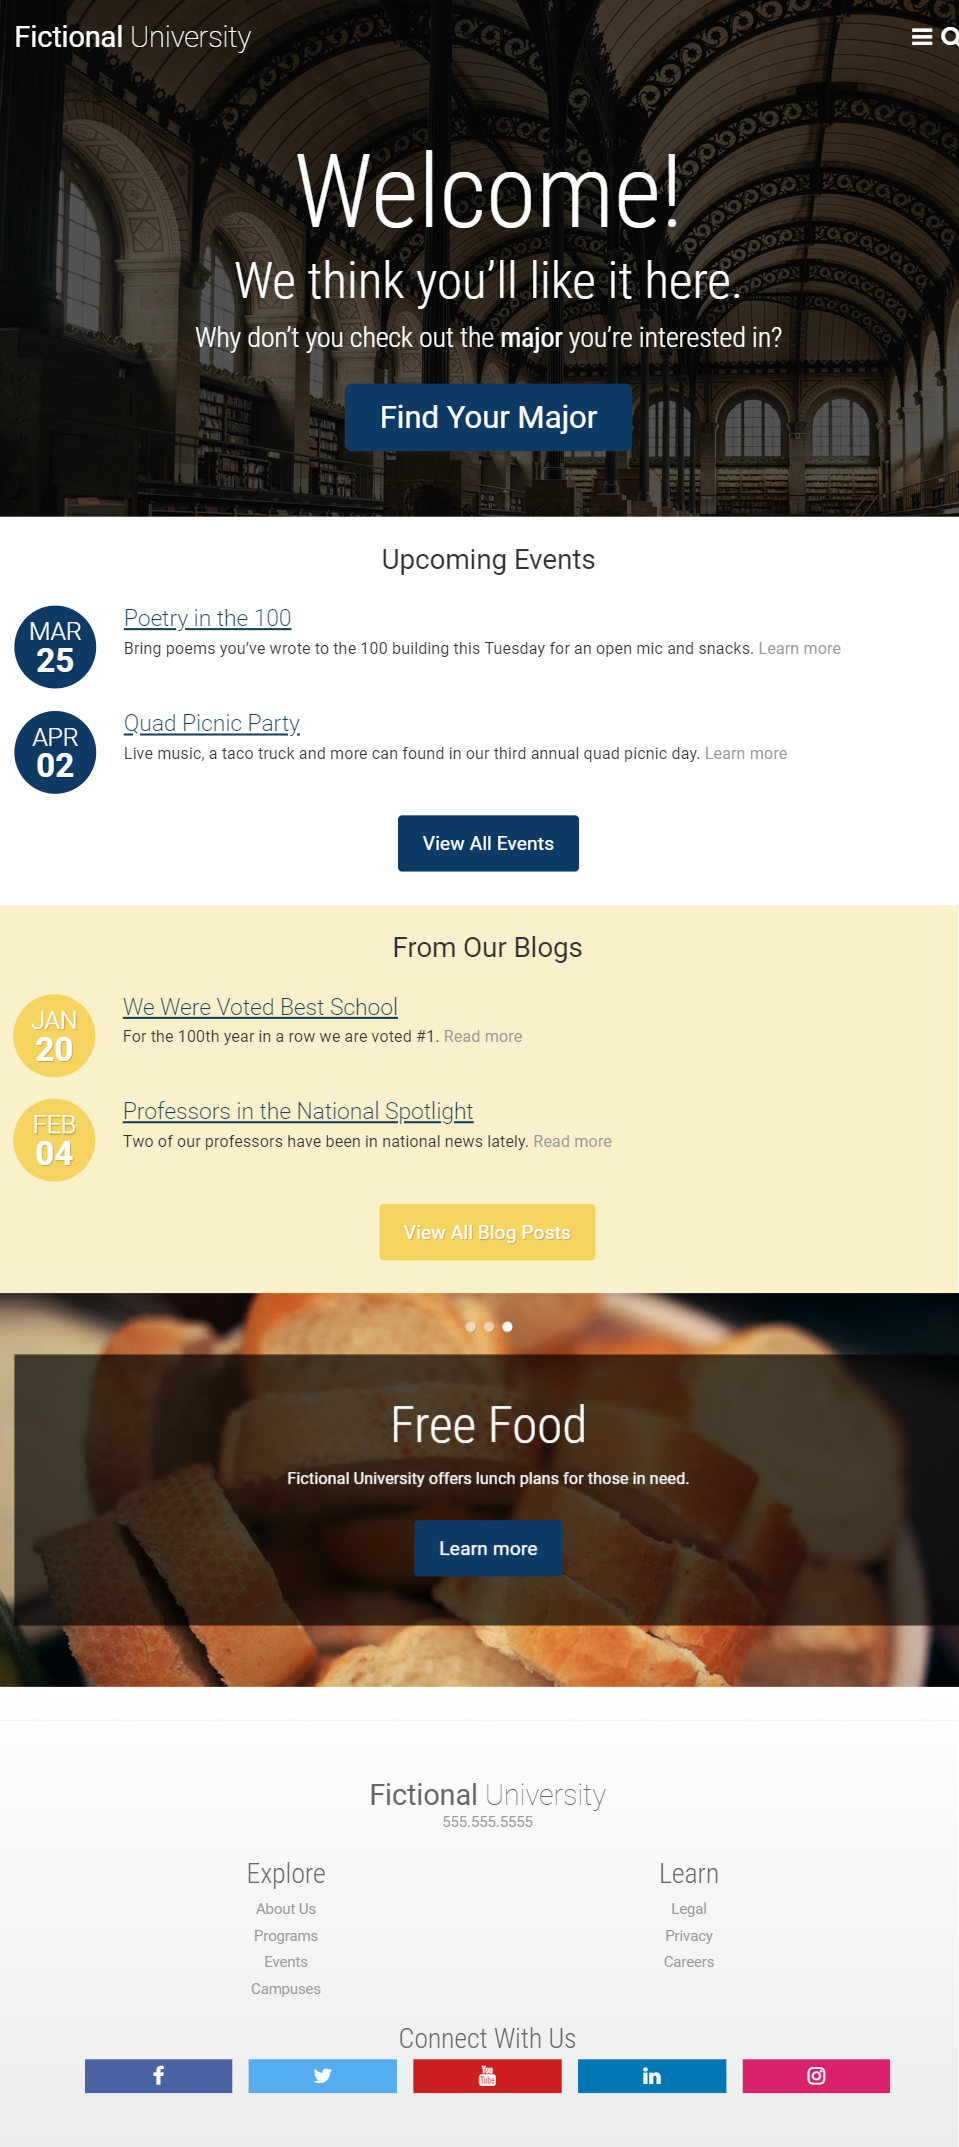 Fictional University
Welcome!
We think you’ll like it here.
Why don’t you check out the major you’re interested in?
Find Your Major
Upcoming Events
MAR
25
Poetry in the 100
Bring poems you’ve wrote to the 100 building this Tuesday for an open mic and snacks. Learn more
APR
02
Quad Picnic Party
Live music, a taco truck and more can found in our third annual quad picnic day. Learn more
View All Events
From Our Blogs
JAN
20
We Were Voted Best School
For the 100th year in a row we are voted #1. Read more
FEB
04
Professors in the National Spotlight
Two of our professors have been in national news lately. Read more
View All Blog Posts
Free Food
Fictional University offers lunch plans for those in need.
Learn more
Fictional University
555.555.5555
Explore
About Us
Programs
Events
Campuses
Learn
Legal
Privacy
Careers
Connect With Us
You
Tube